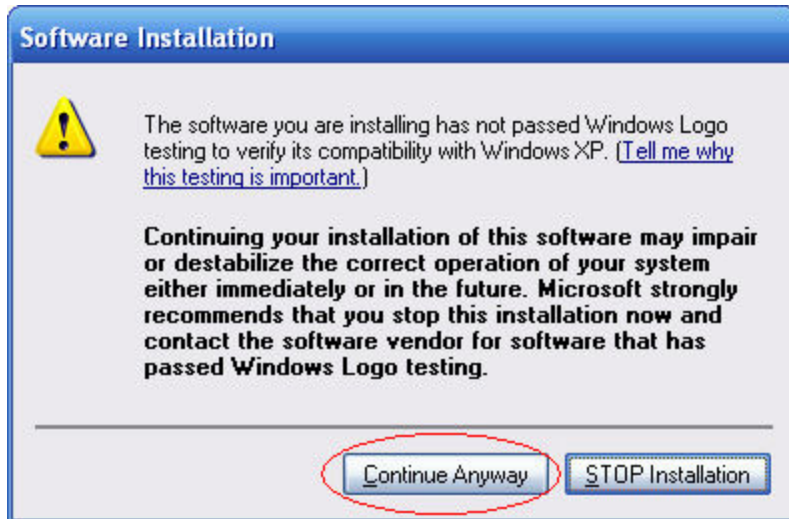 Software Installation
The software you are installing has not passed Windows Logo
testing to verify its compatibility with Windows XP. (Tell me why
this testing is important.)
Continuing your installation of this software may impair
or destabilize the correct operation of your system
either immediately or in the future. Microsoft strongly
recommends that you stop this installation now and
contact the software vendor for software that has
passed Windows Logo testing.
Continue Anyway STOP Installation